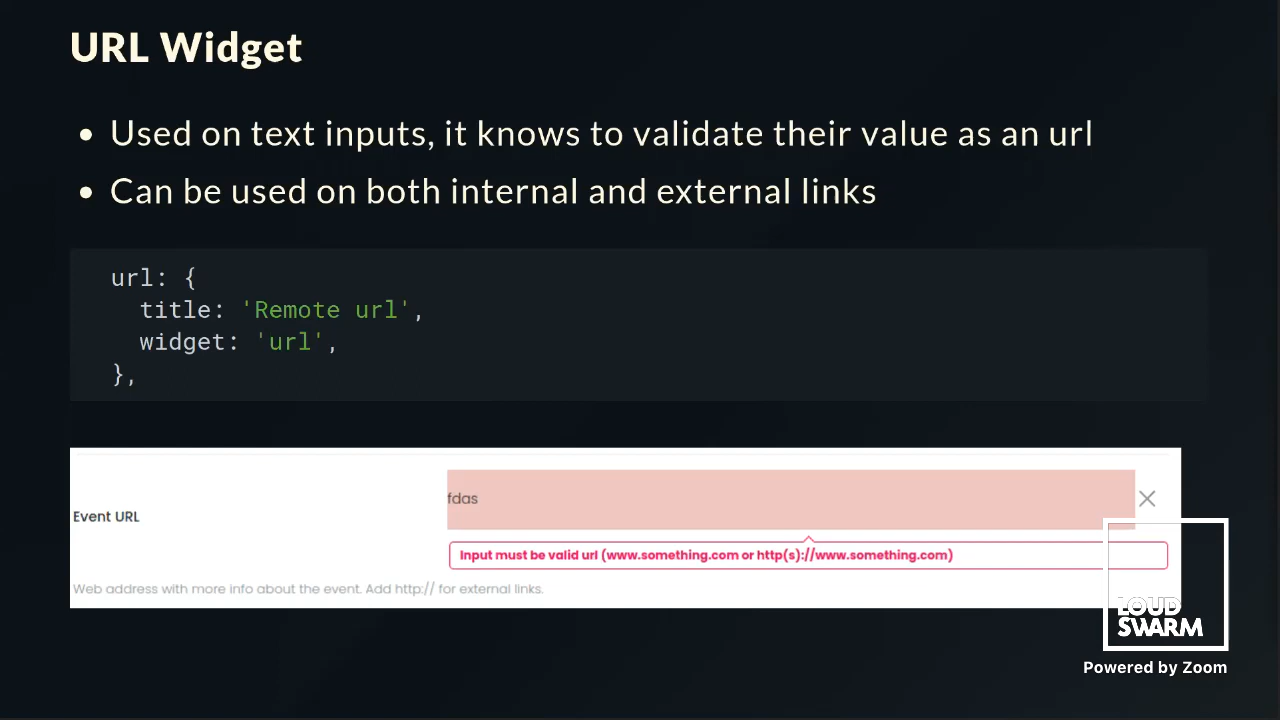 URL Widget
Used on text inputs, it knows to validate their value as an url
Can be used on both internal and external links
url: {
title: 'Remote url',
widget: 'url',
},
fdas
Event URL
Input must be valid url (www.something.com or http(s)://www.something.com)
Web address with more info about the event. Add http:// for external links.
LOUD
SWARM
Powered by Zoom